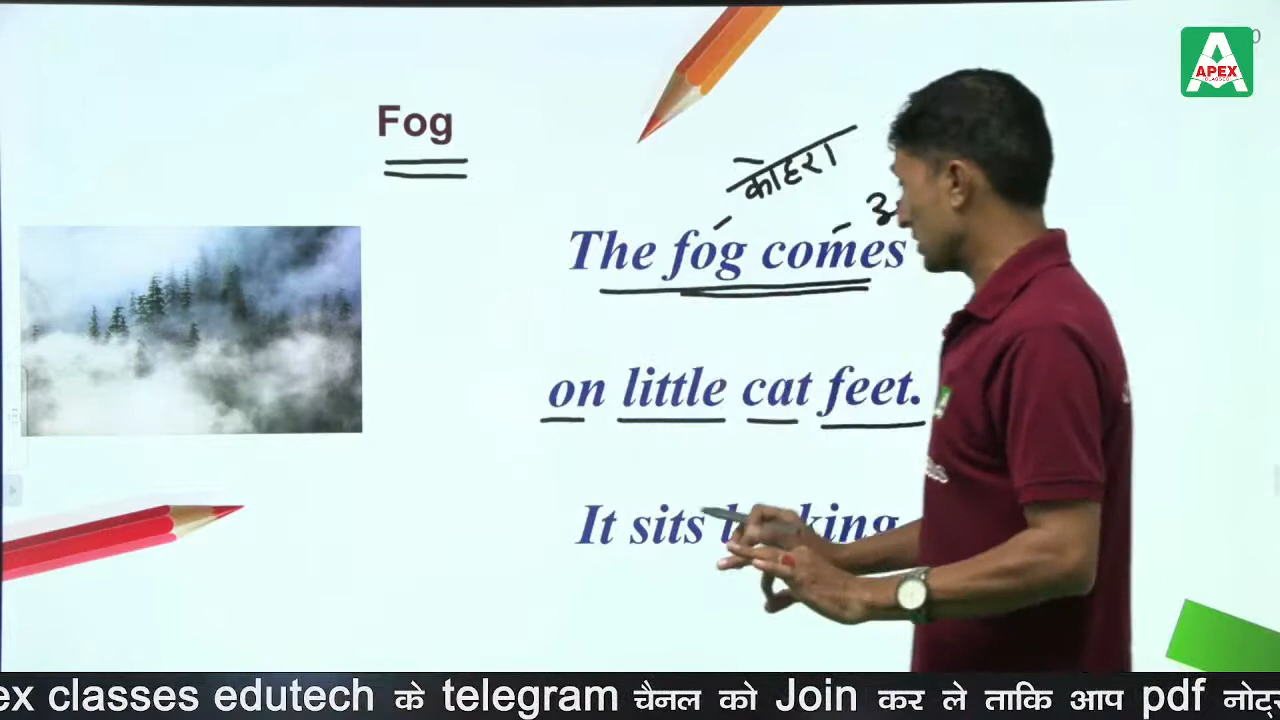 APEX
Fog
कोहरा
The fog comes
on little cat feet.
It sits
ex classes edutech के telegram चैनल को Join कर ले ताकि आप pdf